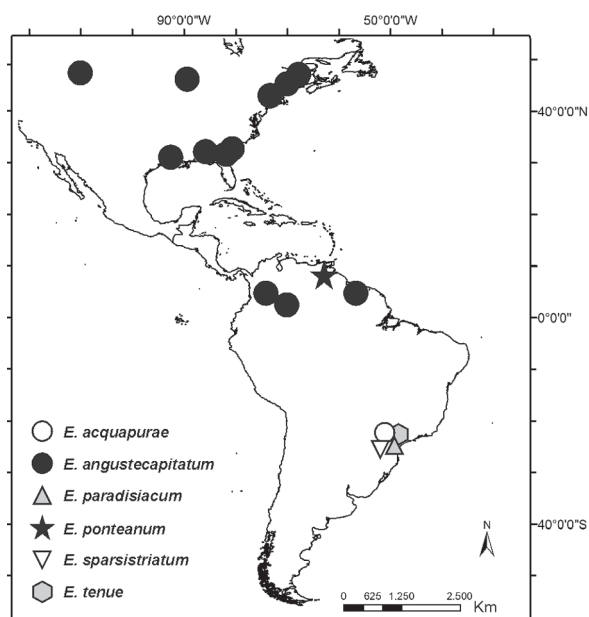 90°0'0"W
50°0'0"W
40°0'0"N
0°0'0"
40°0'0"S
E. acquapurae
E. angustecapitatum
E. paradisiacum
E. ponteanum
E. sparsistriatum
E. tenue
N
0 625 1.250 2.500
Km